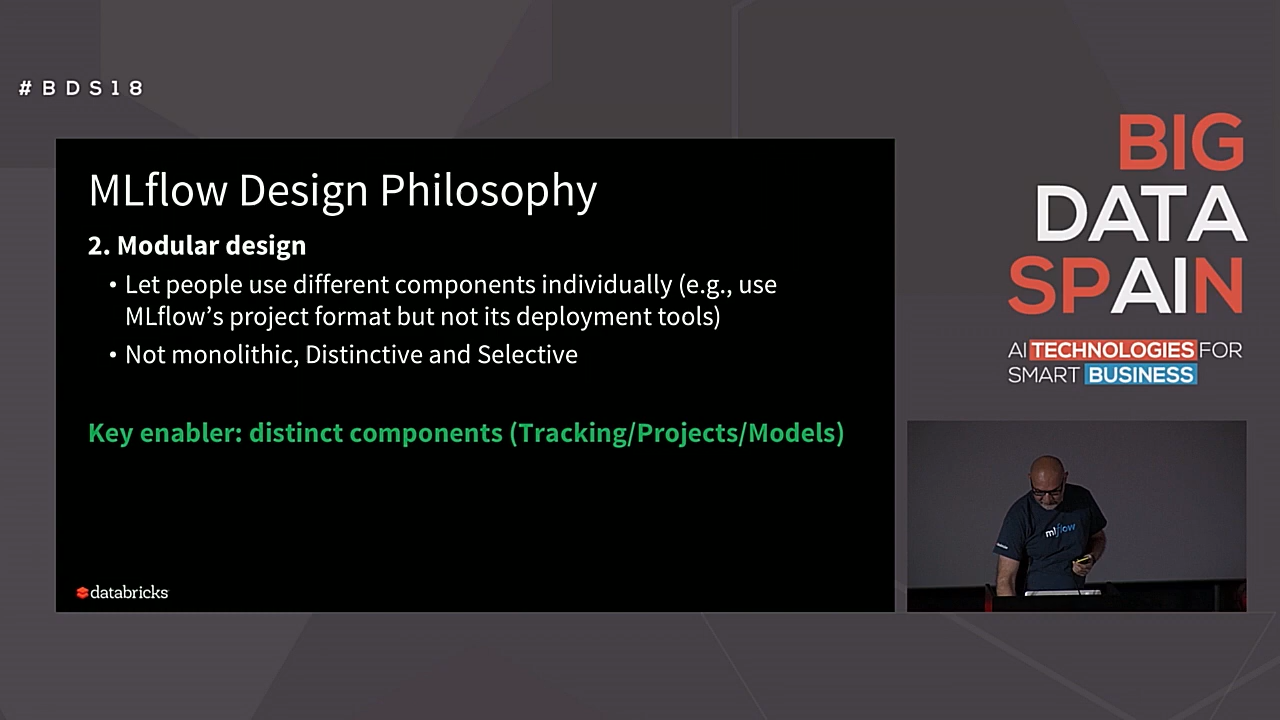 #BDS18
MLflow Design Philosophy
2. Modular design
• Let people use different components individually (e.g., use
MLflow’s project format but not its deployment tools)
• Not monolithic, Distinctive and Selective
Key enabler: distinct components (Tracking/Projects/Models)
databricks
BIG
DATA
SPAIN
AI TECHNOLOGIES FOR
SMART BUSINESS
mlflow